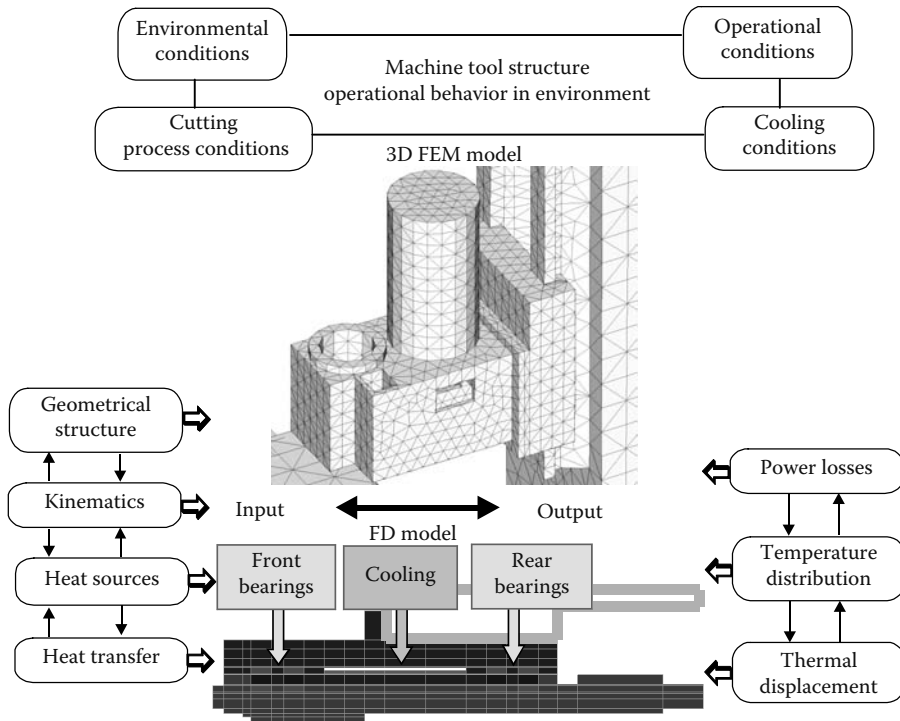 Environmental
conditions
Operational
conditions
Machine tool structure
operational behavior in environment
Cutting
process conditions
Cooling
conditions
3D FEM model
Geometrical
structure
Kinematics
Heat sources
Heat transfer
Input
Output
FD model
Front
bearings
Cooling
Rear
bearings
Power losses
Temperature
distribution
Thermal
displacement